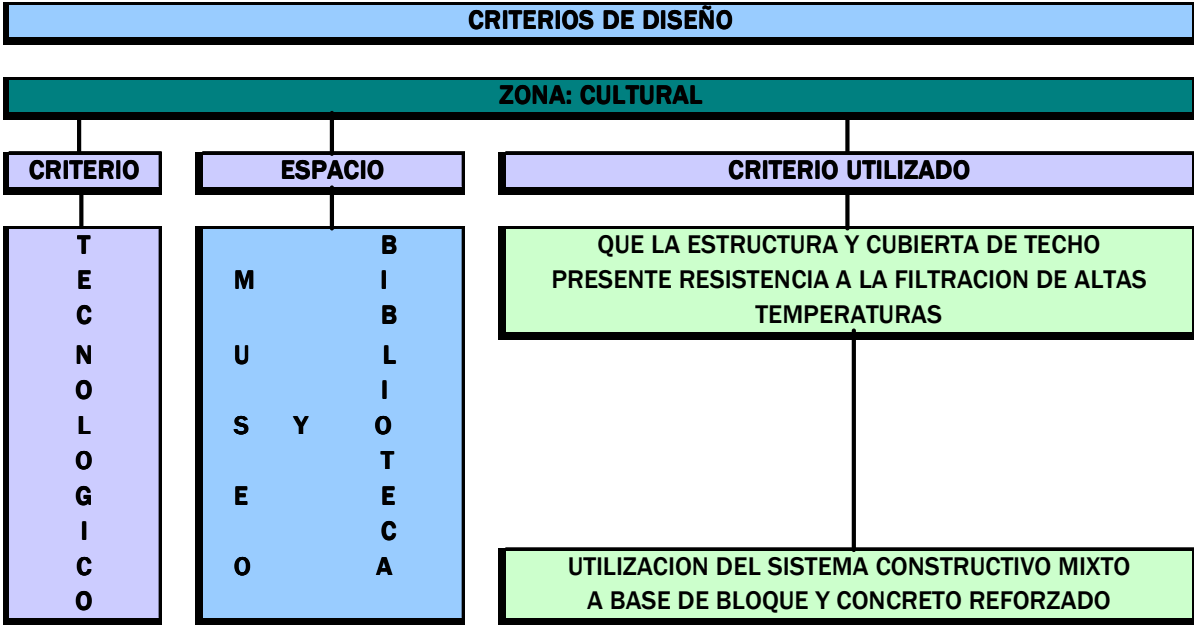 CRITERIOS DE DISEÑO
ZONA: CULTURAL
CRITERIO
ESPACIO
CRITERIO UTILIZADO
TECNOLOGICO
MUSEO
Y
BIBLIOTECA
QUE LA ESTRUCTURA Y CUBIERTA DE TECHO
PRESENTE RESISTENCIA A LA FILTRACION DE ALTAS
TEMPERATURAS
UTILIZACION DEL SISTEMA CONSTRUCTIVO MIXTO
A BASE DE BLOQUE Y CONCRETO REFORZADO